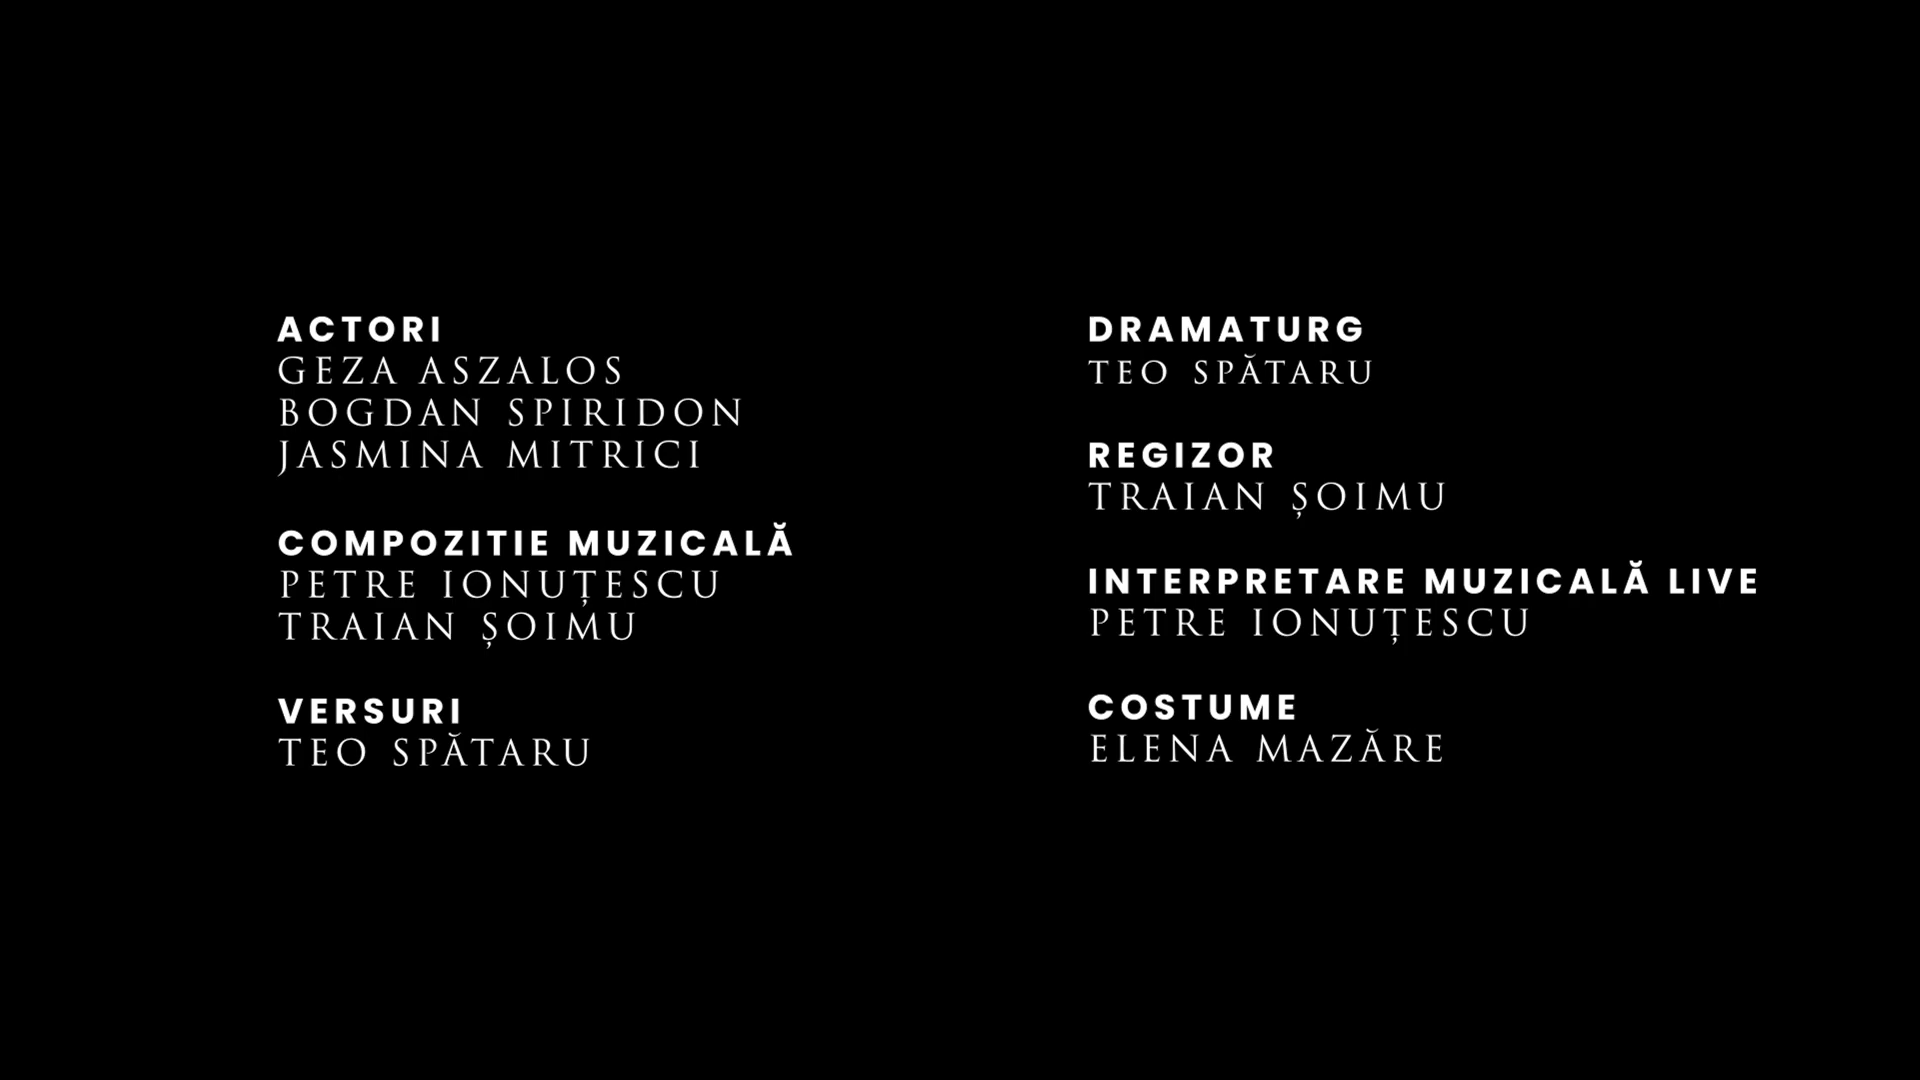 ACTORI
GEZA ASZALOS
BOGDAN SPIRIDON
JASMINA MITRICI
COMPOZITIE MUZICALĂ
PETRE IONUȚESCU
TRAIAN ȘOIMU
VERSURI
TEO SPĂTARU
DRAMATURG
TEO SPĂTARU
REGIZOR
TRAIAN ȘOIMU
INTERPRETARE MUZICALĂ LIVE
PETRE IONUȚESCU
COSTUME
ELENA MAZĂRE